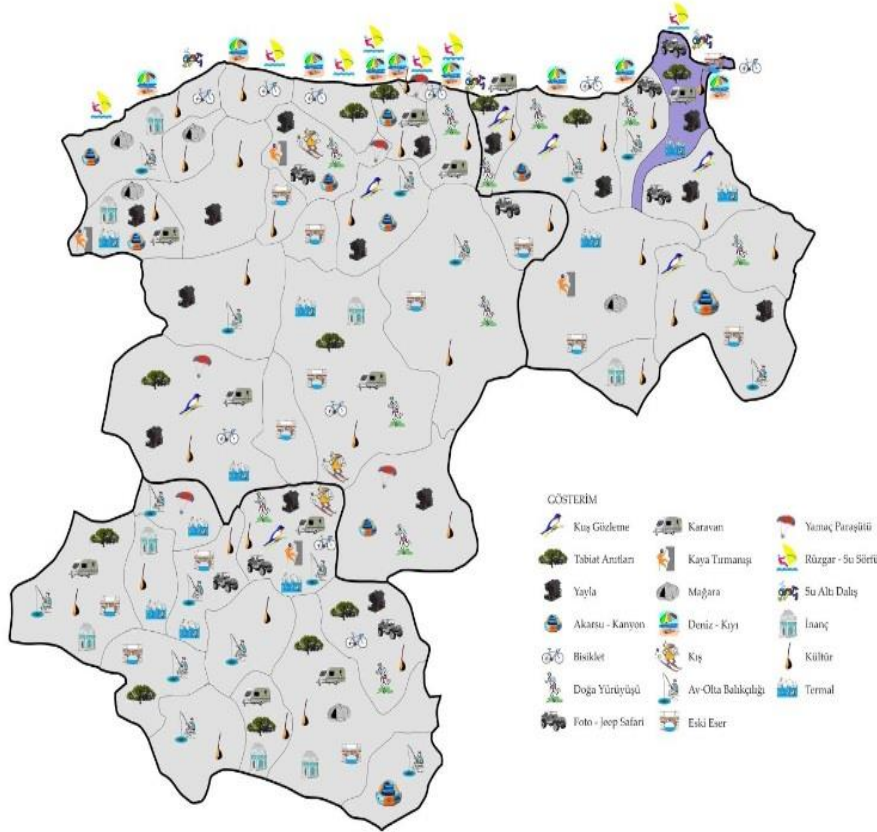 GÖSTERİM
Kuş Gözleme
Karavan
Yamaç Paraşütü
Tabiat Anıtları
Kaya Tırmanışı
Rüzgar - Su Sörfü
Yayla
Mağara
Su Altı Dalış
Akarsu - Kanyon
Deniz - Kıyı
İnanç
Bisiklet
Kış
Kültür
Doğa Yürüyüşü
Av-Olta Balıkçılığı
Termal
Foto - Jeep Safari
Eski Eser